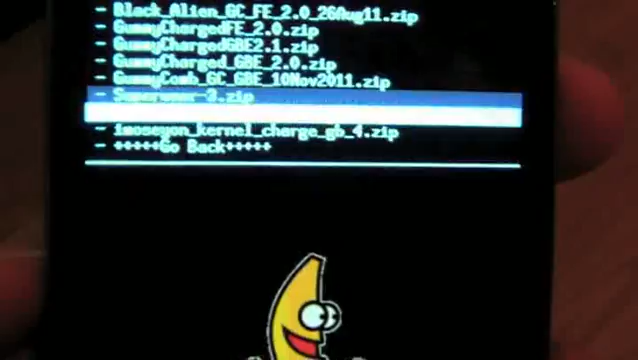 - Black_Alien_GC_FE_2.0_26Aug11.zip
- GummyChargedFE_2.0.zip
- GummyChargedGBE2.1.zip
- GummyCharged_GBE_2.0.zip
- GummyComb_GC_GBE_10Nov2011.zip
- imoseyon_kernel_charge_gb_4.zip
- +++++Go Back+++++